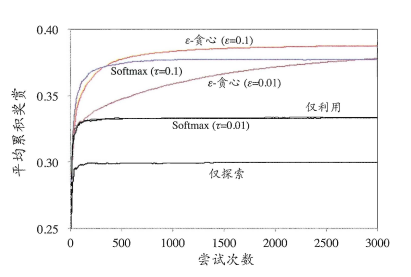 0.40
ε-贪心 (ε=0.1)
Softmax (τ=0.1)
ε-贪心 (ε=0.01)
0.35
仅利用
Softmax (τ=0.01)
0.30
仅探索
0.25
平均累积奖赏
0 500 1000 1500 2000 2500 3000
尝试次数